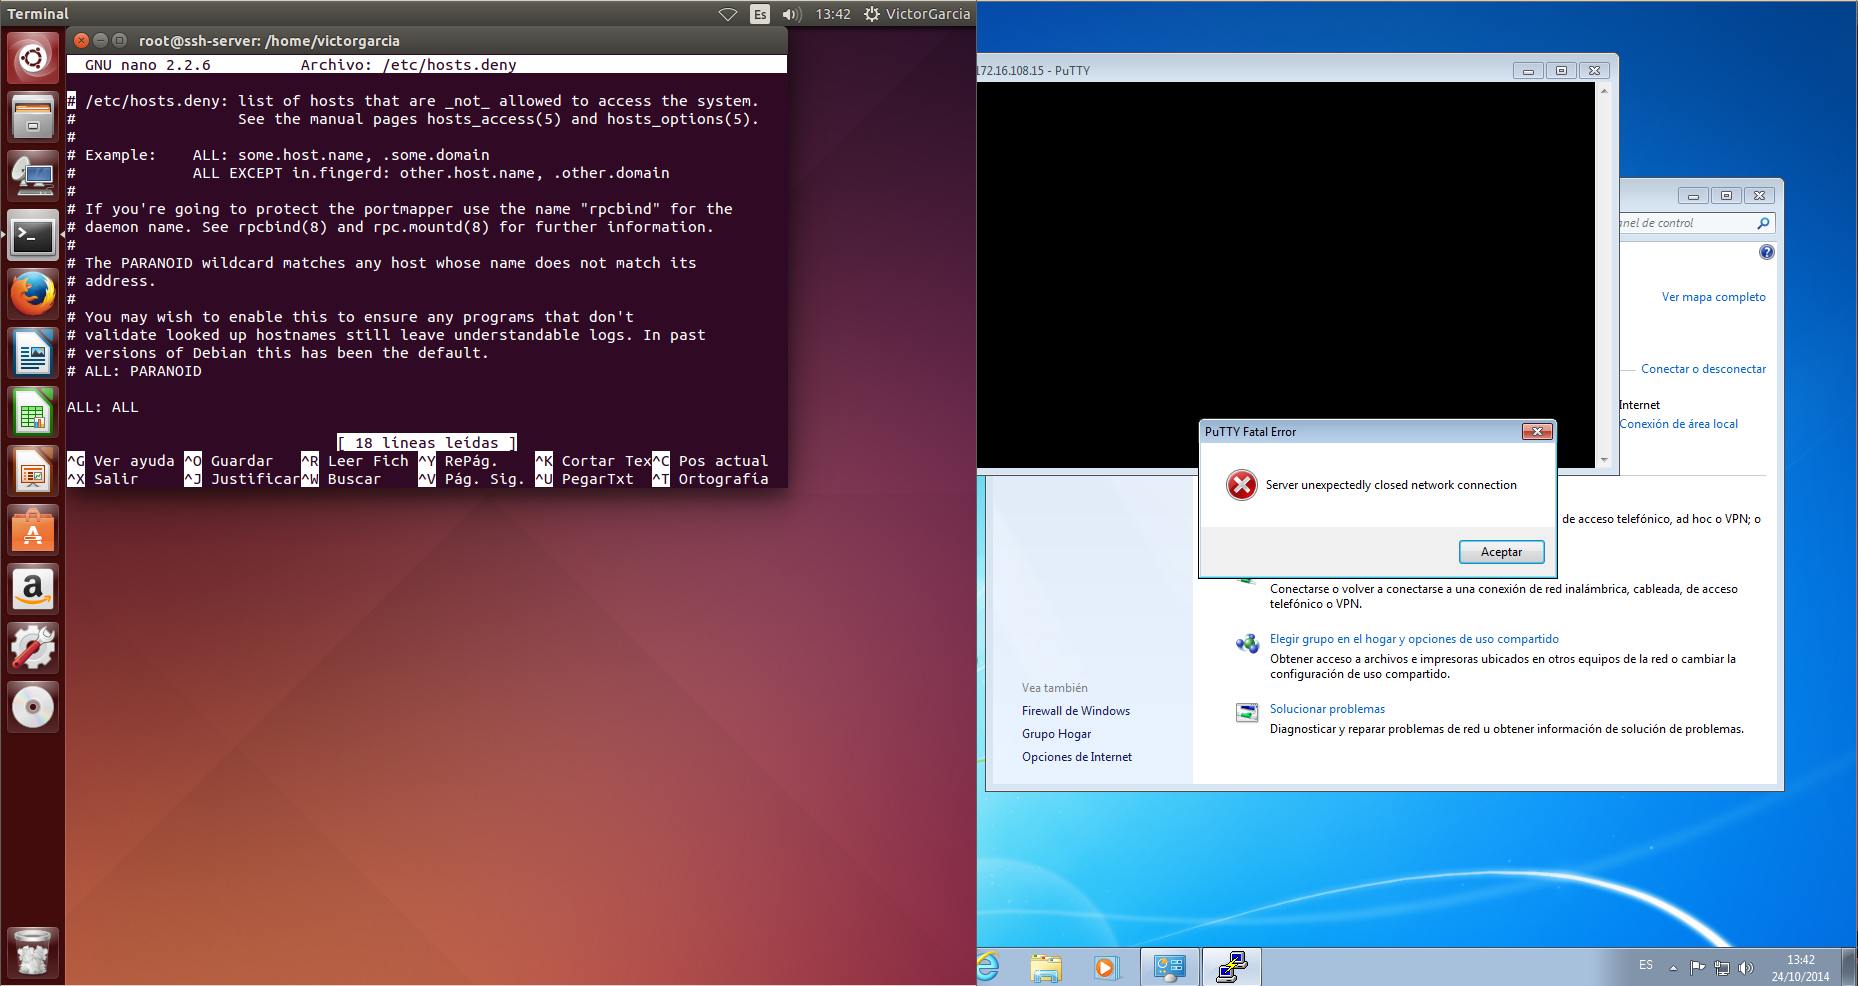 Terminal
Es
13:42
VictorGarcia
root@ssh-server: /home/victorgarcia
GNU nano 2.2.6 Archivo: /etc/hosts.deny
# /etc/hosts.deny: list of hosts that are _not_ allowed to access the system.
# See the manual pages hosts_access(5) and hosts_options(5).
#
# Example: ALL: some.host.name, .some.domain
# ALL EXCEPT in.fingerd: other.host.name, .other.domain
#
# If you're going to protect the portmapper use the name "rpcbind" for the
# daemon name. See rpcbind(8) and rpc.mountd(8) for further information.
#
# The PARANOID wildcard matches any host whose name does not match its
# address.
#
# You may wish to enable this to ensure any programs that don't
# validate looked up hostnames still leave understandable logs. In past
# versions of Debian this has been the default.
# ALL: PARANOID
ALL: ALL
[ 18 líneas leídas ]
^G Ver ayuda ^O Guardar ^R Leer Fich ^Y RePág. ^K Cortar Tex ^C Pos actual
^X Salir ^J Justificar ^W Buscar ^V Pág. Sig. ^U PegarTxt ^T Ortografía
172.16.108.15 - PuTTY
nel de control
Ver mapa completo
Conectar o desconectar
Internet
Conexión de área local
PuTTY Fatal Error
Server unexpectedly closed network connection
Aceptar
de acceso telefónico, ad hoc o VPN; o
Conectarse o volver a conectarse a una conexión de red inalámbrica, cableada, de acceso
telefónico o VPN.
Elegir grupo en el hogar y opciones de uso compartido
Obtener acceso a archivos e impresoras ubicados en otros equipos de la red o cambiar la
configuración de uso compartido.
Solucionar problemas
Diagnosticar y reparar problemas de red u obtener información de solución de problemas.
Vea también
Firewall de Windows
Grupo Hogar
Opciones de Internet
ES
13:42
24/10/2014